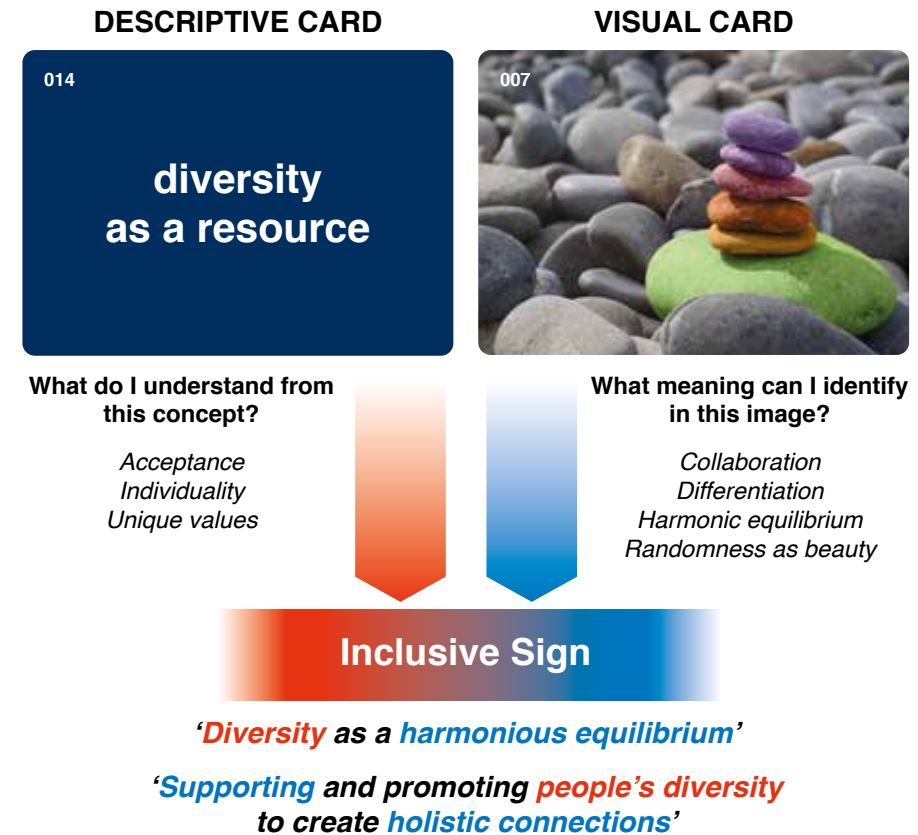 DESCRIPTIVE CARD
VISUAL CARD
014
diversity
as a resource
007
What do I understand from
this concept?
Acceptance
Individuality
Unique values
What meaning can I identify
in this image?
Collaboration
Differentiation
Harmonic equilibrium
Randomness as beauty
Inclusive Sign
‘Diversity as a harmonious equilibrium’
‘Supporting and promoting people’s diversity
to create holistic connections’